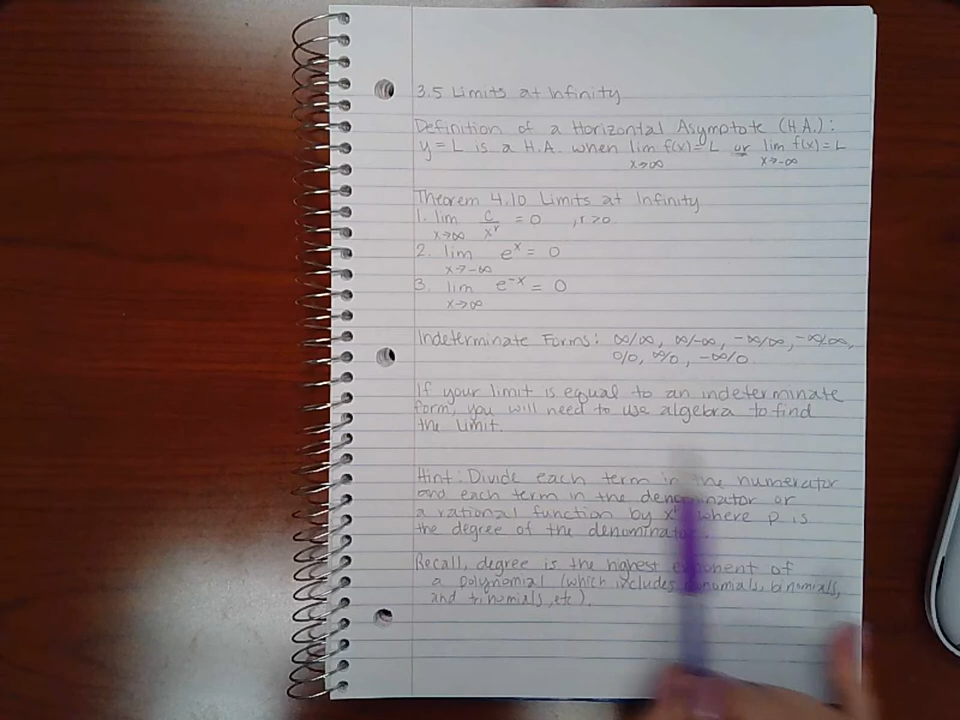 3.5 Limits at Infinity
Definition of a Horizontal Asymptote (H.A.):
y = L is a H.A. when lim f(x) = L or lim f(x) = L
x→∞ x→-∞
Theorem 4.10 Limits at Infinity
1. lim c/x^r = 0 , r>0.
x→∞
2. lim e^x = 0
x→-∞
3. lim e^-x = 0
x→∞
Indeterminate Forms: ∞/∞, ∞/-∞, -∞/∞,
0/0, ∞/0, -∞/0
If your limit is equal to an indeterminate
form, you will need to use algebra to find
the limit.
Hint: Divide each term in the numerator
and each term in the denominator or
a rational function by x where p is
the degree of the denominator.
Recall, degree is the highest exponent of
a polynomial (which includes binomials,
and trinomials, etc).